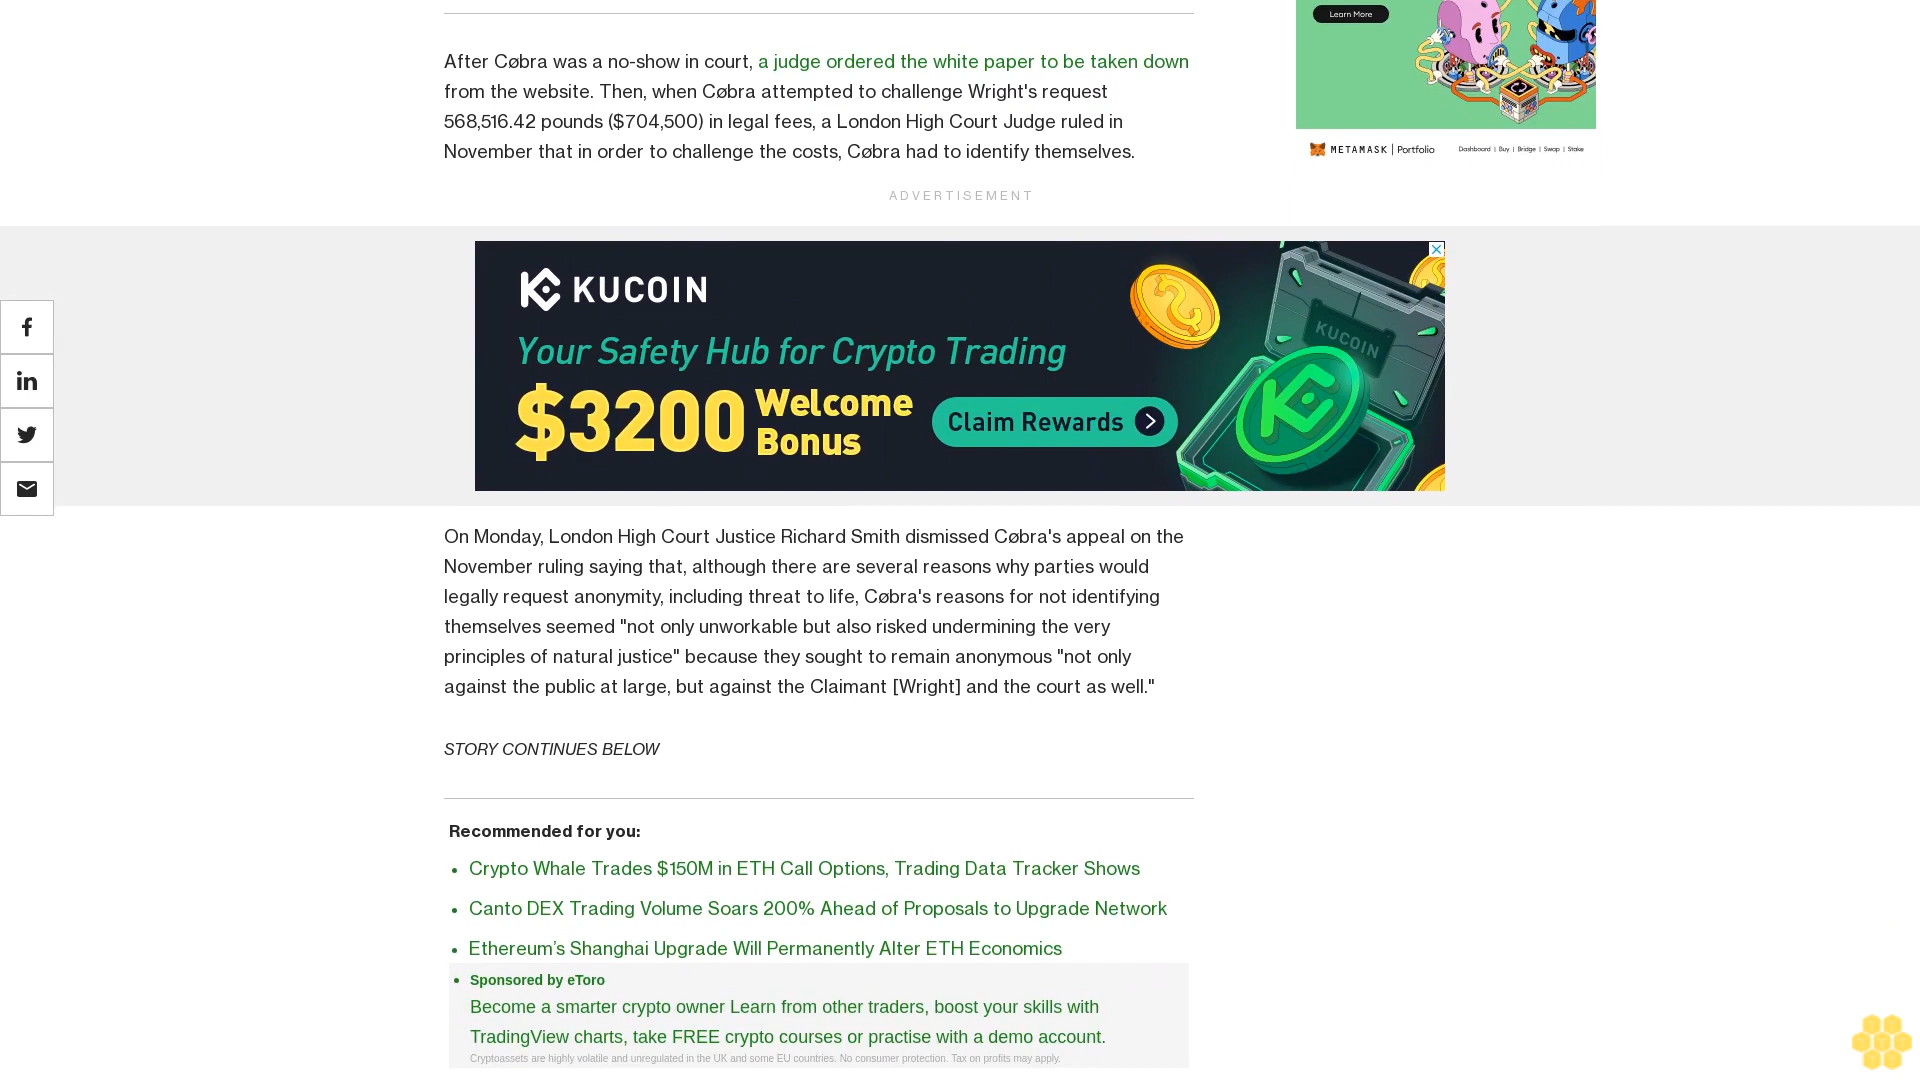 Learn More
After Cøbra was a no-show in court, a judge ordered the white paper to be taken down
from the website. Then, when Cøbra attempted to challenge Wright's request
568,516.42 pounds ($704,500) in legal fees, a London High Court Judge ruled in
November that in order to challenge the costs, Cøbra had to identify themselves.
METAMASK | Portfolio
Dashboard | Buy | Bridge | Swap | Stake
ADVERTISEMENT
KUCOIN
Your Safety Hub for Crypto Trading
$3200 Welcome
Bonus
Claim Rewards
KUCOIN
On Monday, London High Court Justice Richard Smith dismissed Cøbra's appeal on the
November ruling saying that, although there are several reasons why parties would
legally request anonymity, including threat to life, Cøbra's reasons for not identifying
themselves seemed "not only unworkable but also risked undermining the very
principles of natural justice" because they sought to remain anonymous "not only
against the public at large, but against the Claimant [Wright] and the court as well."
STORY CONTINUES BELOW
Recommended for you:
• Crypto Whale Trades $150M in ETH Call Options, Trading Data Tracker Shows
• Canto DEX Trading Volume Soars 200% Ahead of Proposals to Upgrade Network
• Ethereum’s Shanghai Upgrade Will Permanently Alter ETH Economics
• Sponsored by eToro
Become a smarter crypto owner Learn from other traders, boost your skills with
TradingView charts, take FREE crypto courses or practise with a demo account.
Cryptoassets are highly volatile and unregulated in the UK and some EU countries. No consumer protection. Tax on profits may apply.